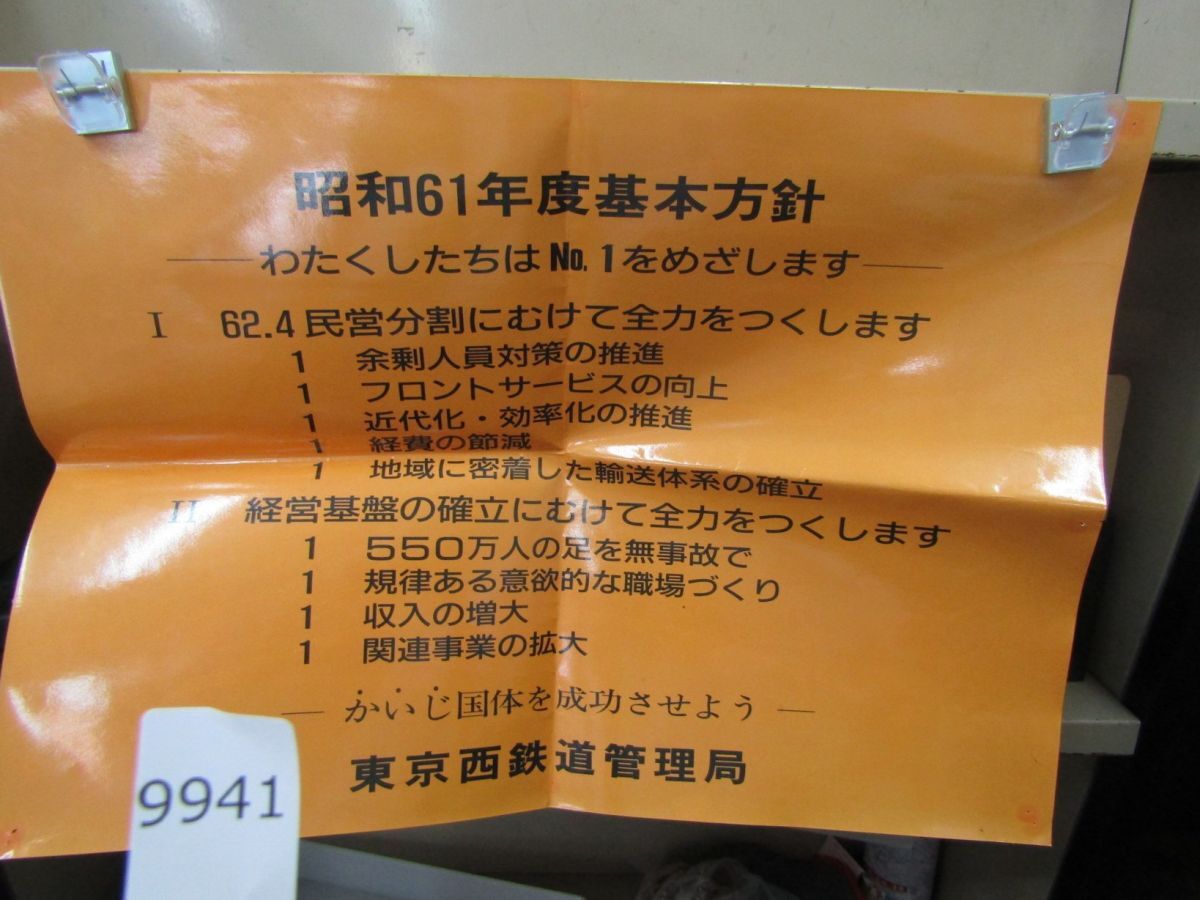 昭和61年度基本方針
——わたくしたちは No. 1をめざします——
I 62.4 民営分割にむけて全力をつくします
1 余剰人員対策の推進
1 フロントサービスの向上
1 近代化・効率化の推進
1 経費の節減
1 地域に密着した輸送体系の確立
II 経営基盤の確立にむけて全力をつくします
1 550万人の足を無事故で
1 規律ある意欲的な職場づくり
1 収入の増大
1 関連事業の拡大
— かいじ国体を成功させよう —
東京西鉄道管理局
9941